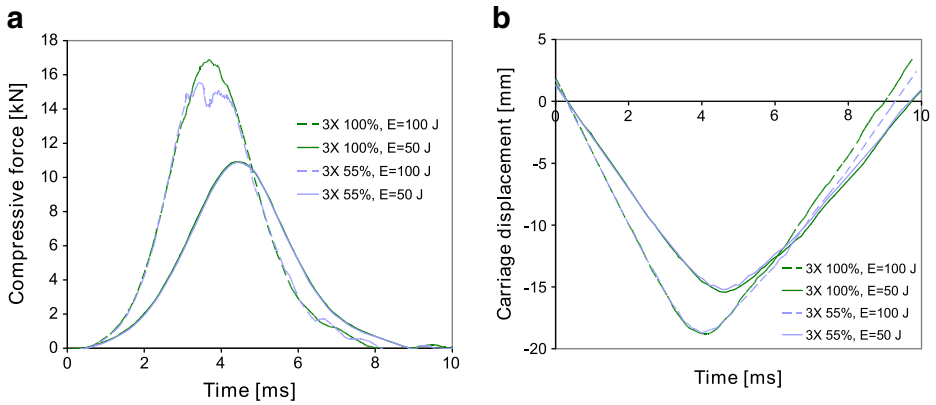 a
Compressive force [kN]
18
16
14
12
10
8
6
4
2
0
0 2 4 6 8 10
Time [ms]
3X 100%, E=100 J
3X 100%, E=50 J
3X 55%, E=100 J
3X 55%, E=50 J
b
Carriage displacement [mm]
5
0
-5
-10
-15
-20
0 2 4 6 8 10
3X 100%, E=100 J
3X 100%, E=50 J
3X 55%, E=100 J
3X 55%, E=50 J
Time [ms]